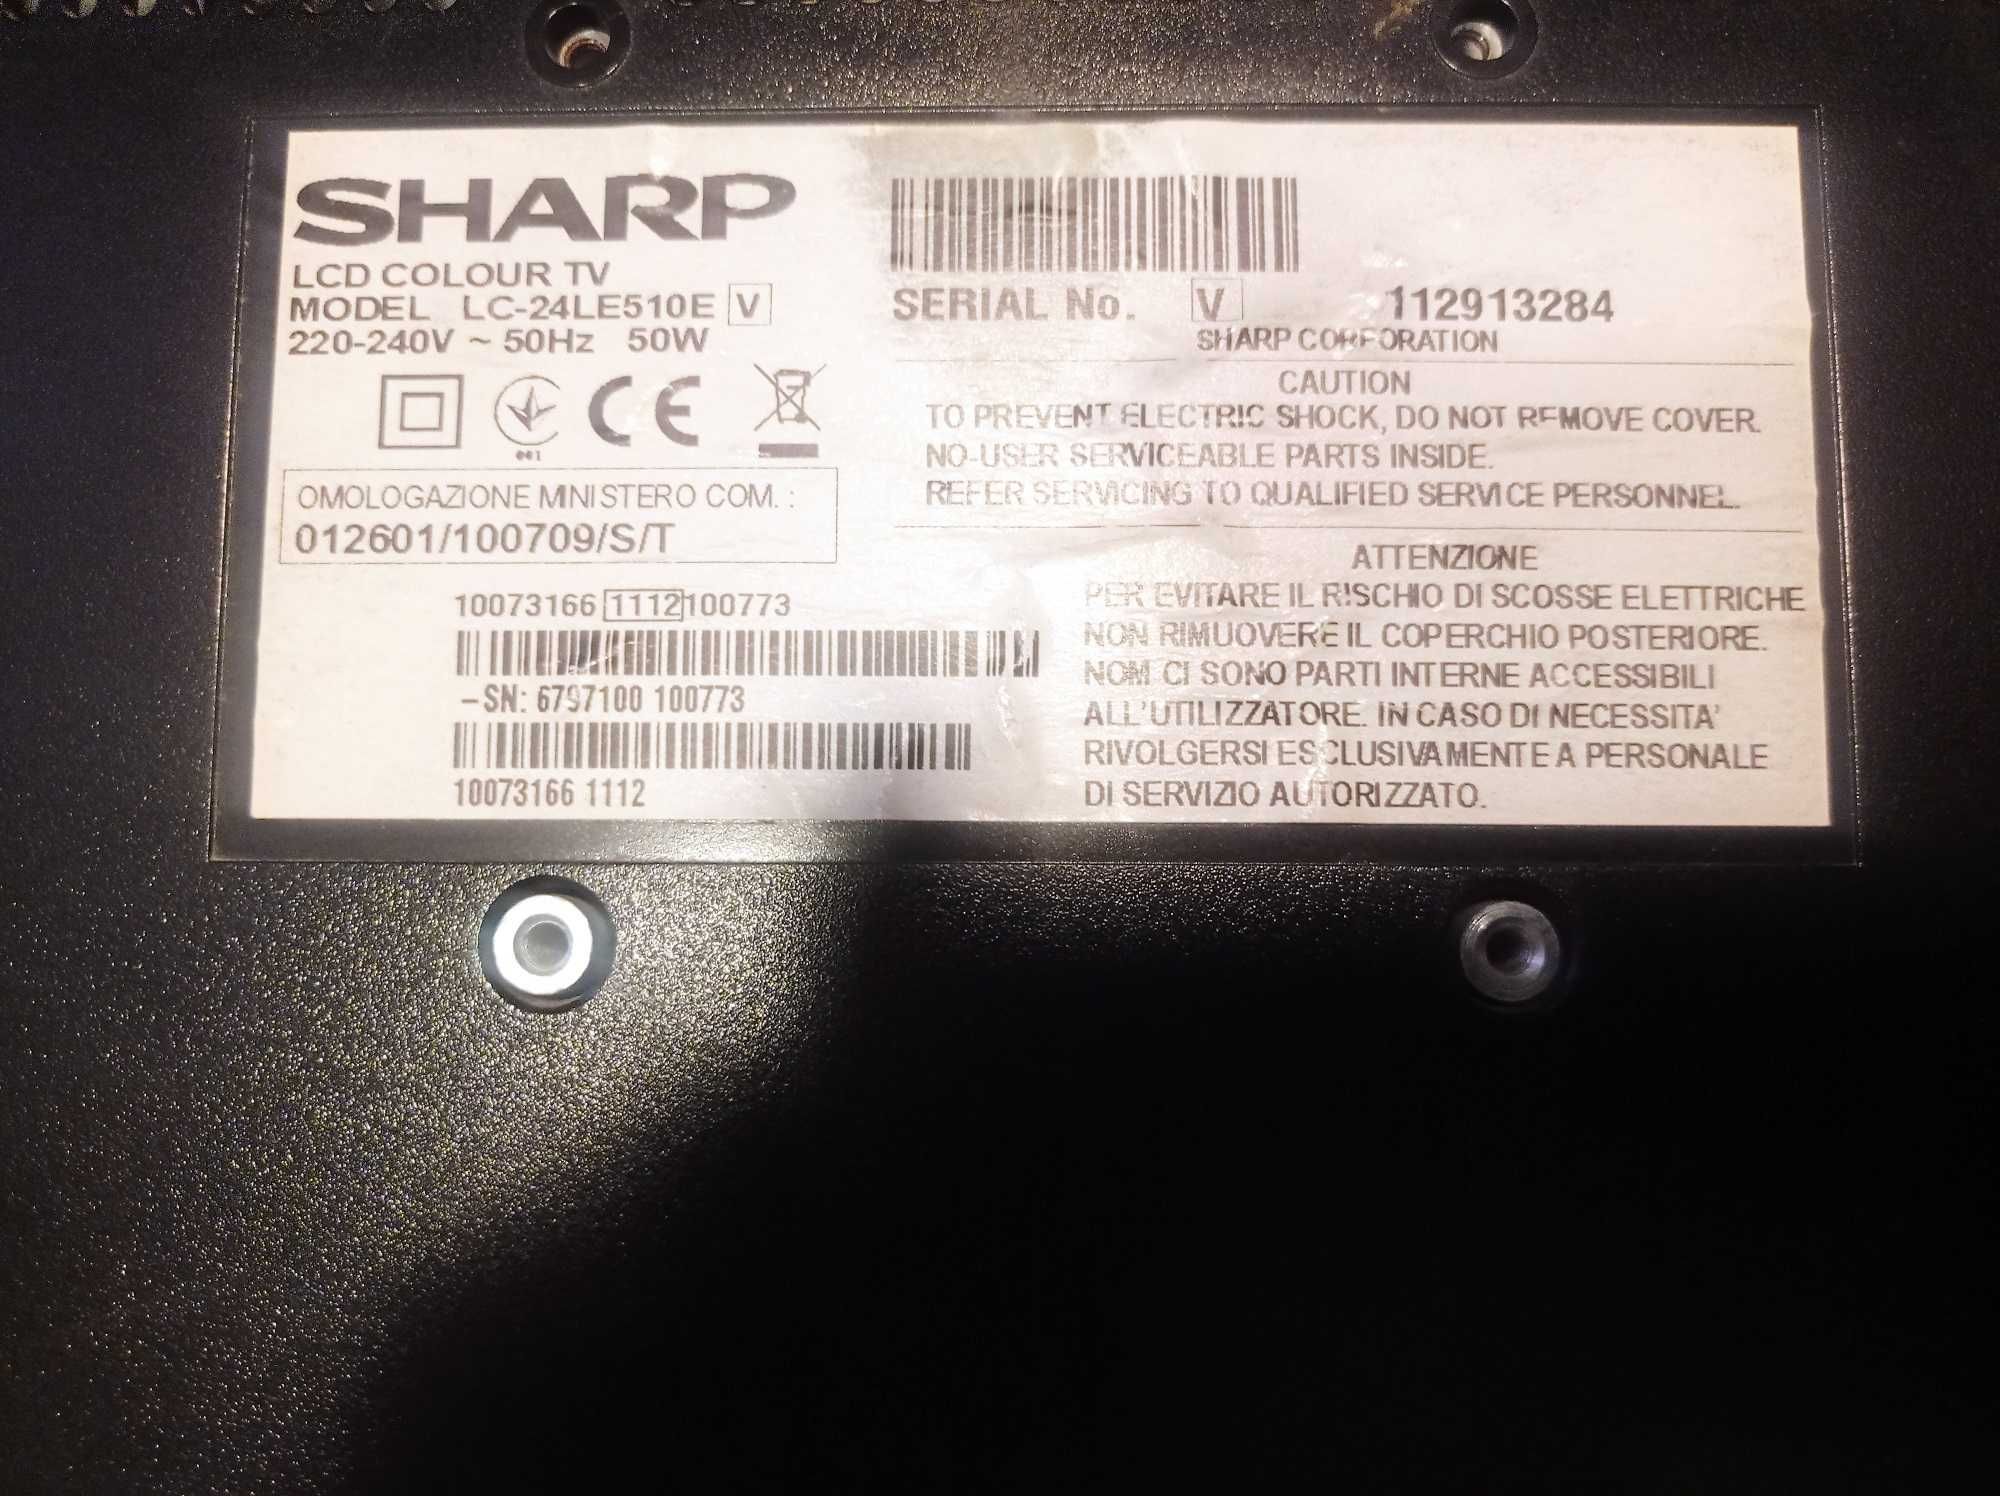 SHARP
LCD COLOUR TV
MODEL LC-24LE510E V
220-240V ~ 50Hz 50W
CE
001
OMOLOGAZIONE MINISTERO COM. :
012601/100709/S/T
10073166 1112 100773
-SN: 6797100 100773
10073166 1112
SERIAL No. V 112913284
SHARP CORPORATION
CAUTION
TO PREVENT ELECTRIC SHOCK, DO NOT REMOVE COVER.
NO-USER SERVICEABLE PARTS INSIDE.
REFER SERVICING TO QUALIFIED SERVICE PERSONNEL.
ATTENZIONE
PER EVITARE IL RISCHIO DI SCOSSE ELETTRICHE
NON RIMUOVERE IL COPERCHIO POSTERIORE.
NOM CI SONO PARTI INTERNE ACCESSIBILI
ALL'UTILIZZATORE. IN CASO DI NECESSITA'
RIVOLGERSI ESCLUSIVAMENTE A PERSONALE
DI SERVIZIO AUTORIZZATO.